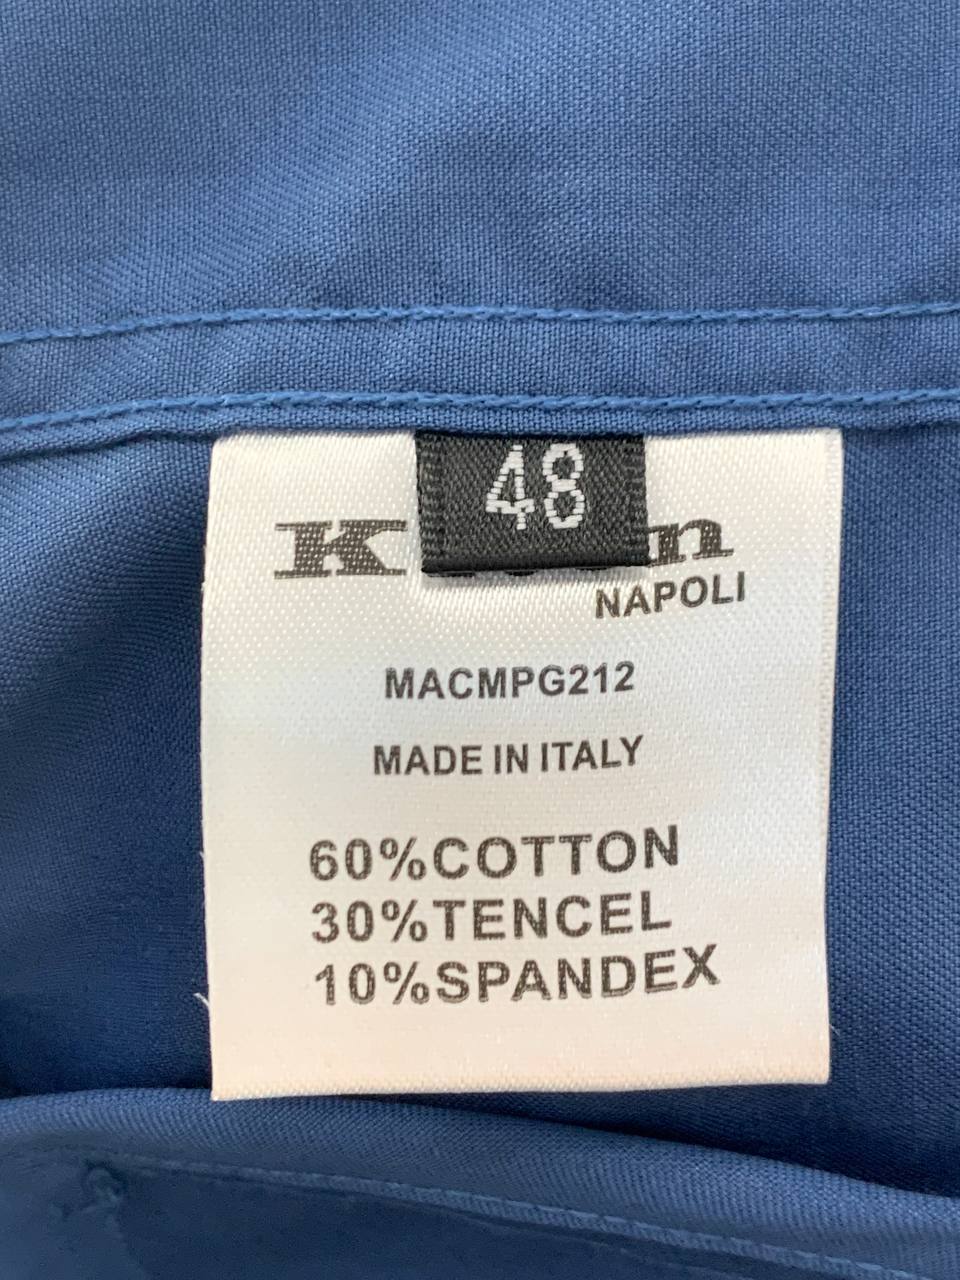 48
NAPOLI
MACMPG212
MADE IN ITALY
60%COTTON
30%TENCEL
10%SPANDEX